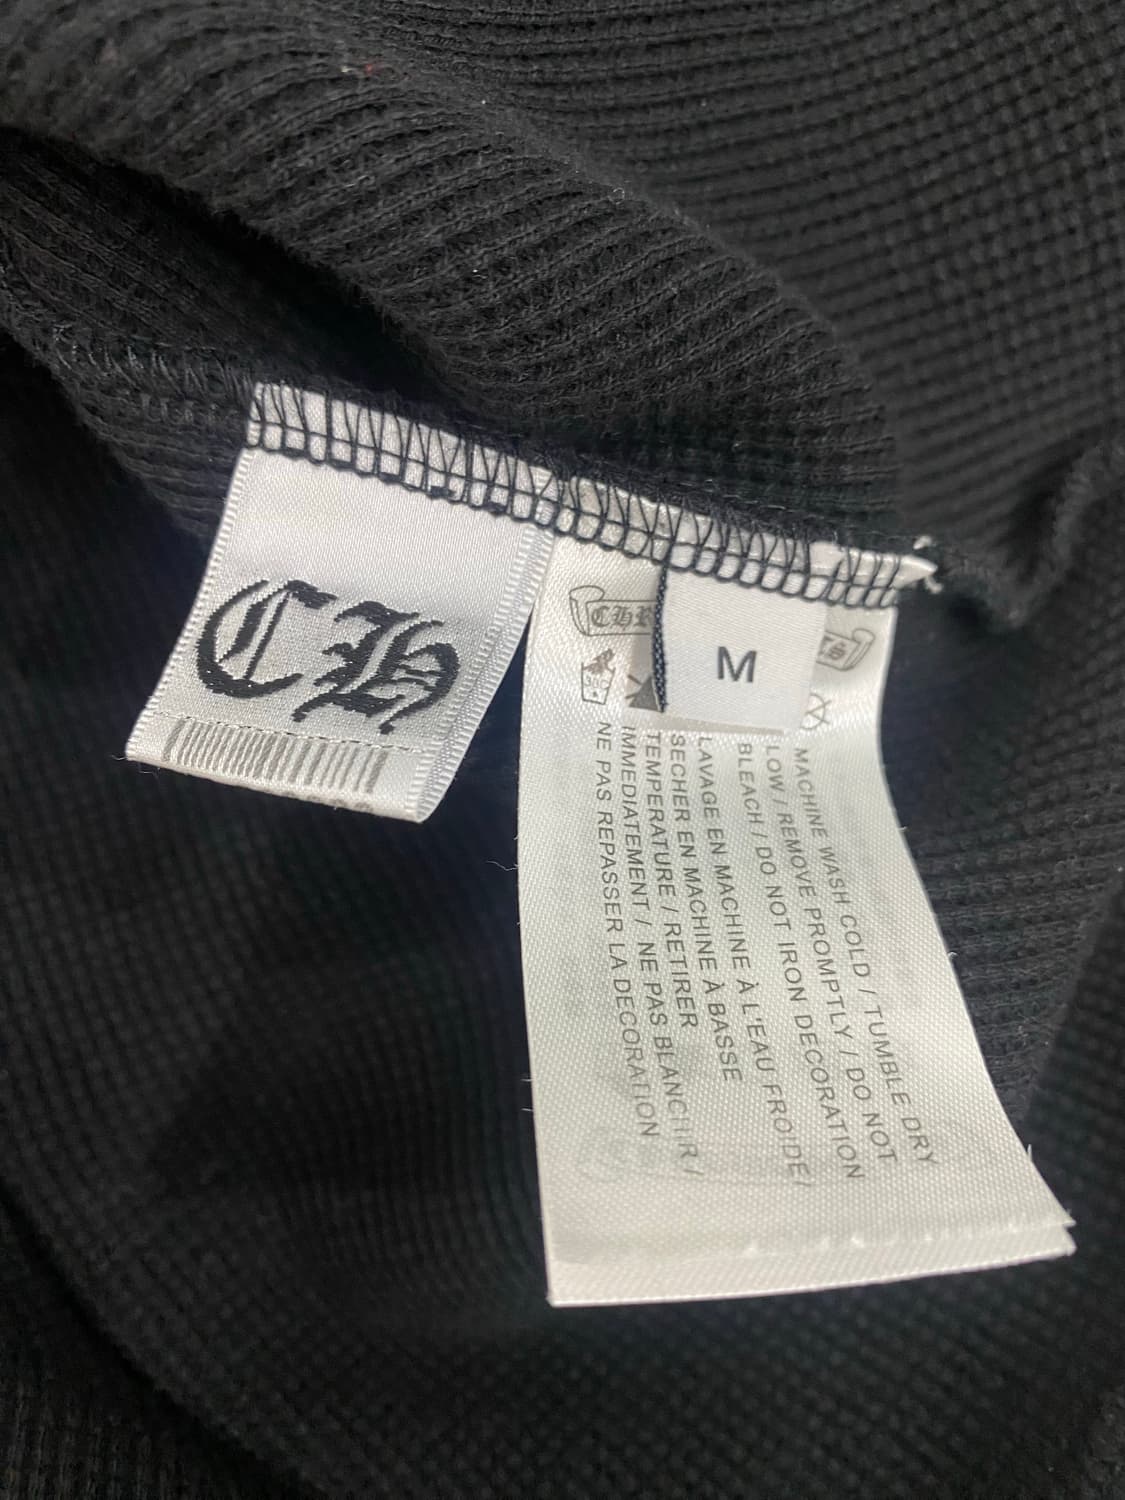 CH
CHR
M
MACHINE WASH COLD / TUMBLE DRY
LOW / REMOVE PROMPTLY / DO NOT
BLEACH / DO NOT IRON DECORATION
LAVAGE EN MACHINE À L'EAU FROIDE /
SECHER EN MACHINE À BASSE
TEMPERATURE / RETIRER
IMMEDIATEMENT / NE PAS BLANCHIR /
NE PAS REPASSER LA DECORATION